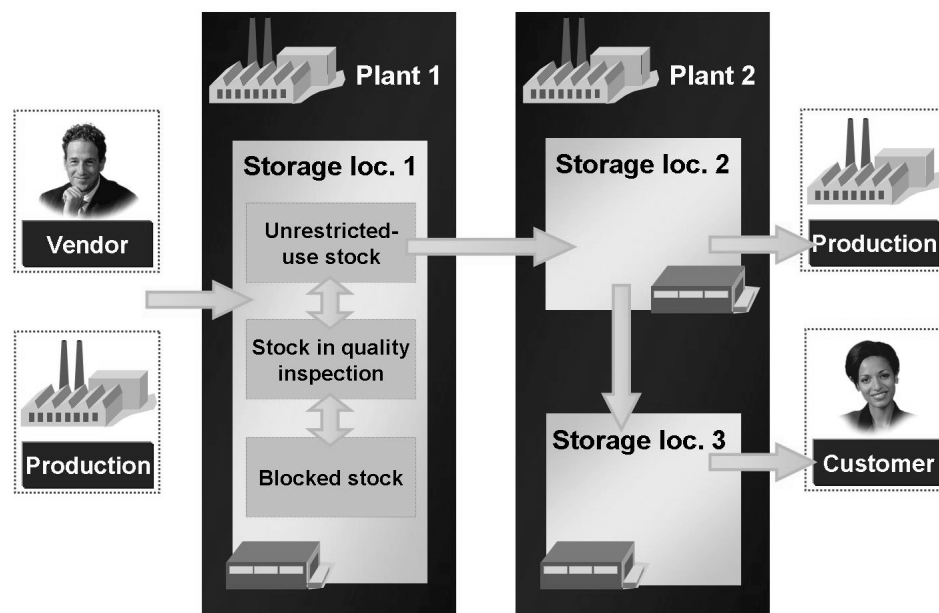 Plant 1
Plant 2
Vendor
Production
Storage loc. 1
Unrestricted-
use stock
Stock in quality
inspection
Blocked stock
Storage loc. 2
Storage loc. 3
Production
Customer